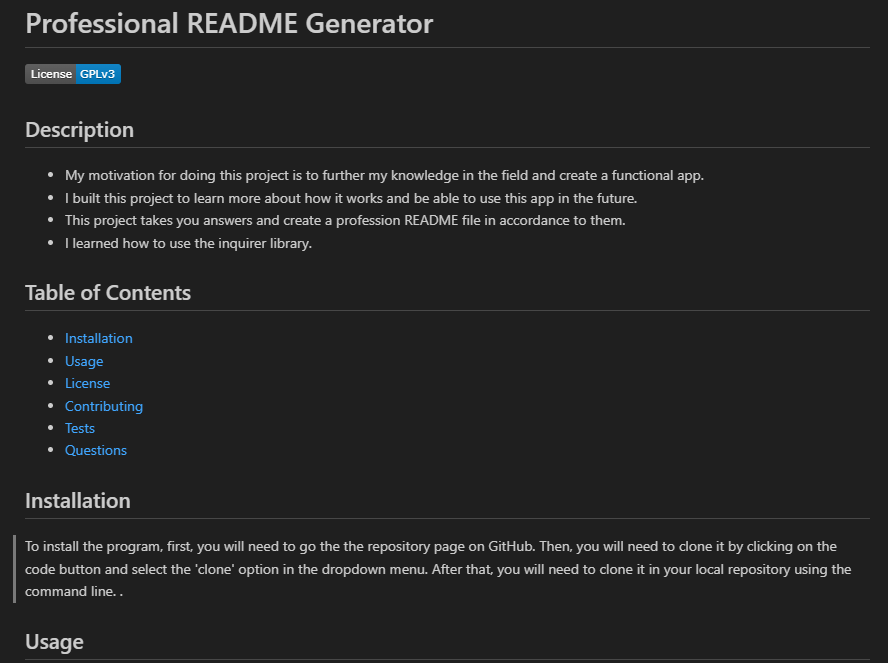 Professional README Generator
License GPLv3
Description
My motivation for doing this project is to further my knowledge in the field and create a functional app.
I built this project to learn more about how it works and be able to use this app in the future.
This project takes you answers and create a profession README file in accordance to them.
I learned how to use the inquirer library.
Table of Contents
Installation
Usage
License
Contributing
Tests
Questions
Installation
To install the program, first, you will need to go the the repository page on GitHub. Then, you will need to clone it by clicking on the
code button and select the 'clone' option in the dropdown menu. After that, you will need to clone it in your local repository using the
command line. .
Usage